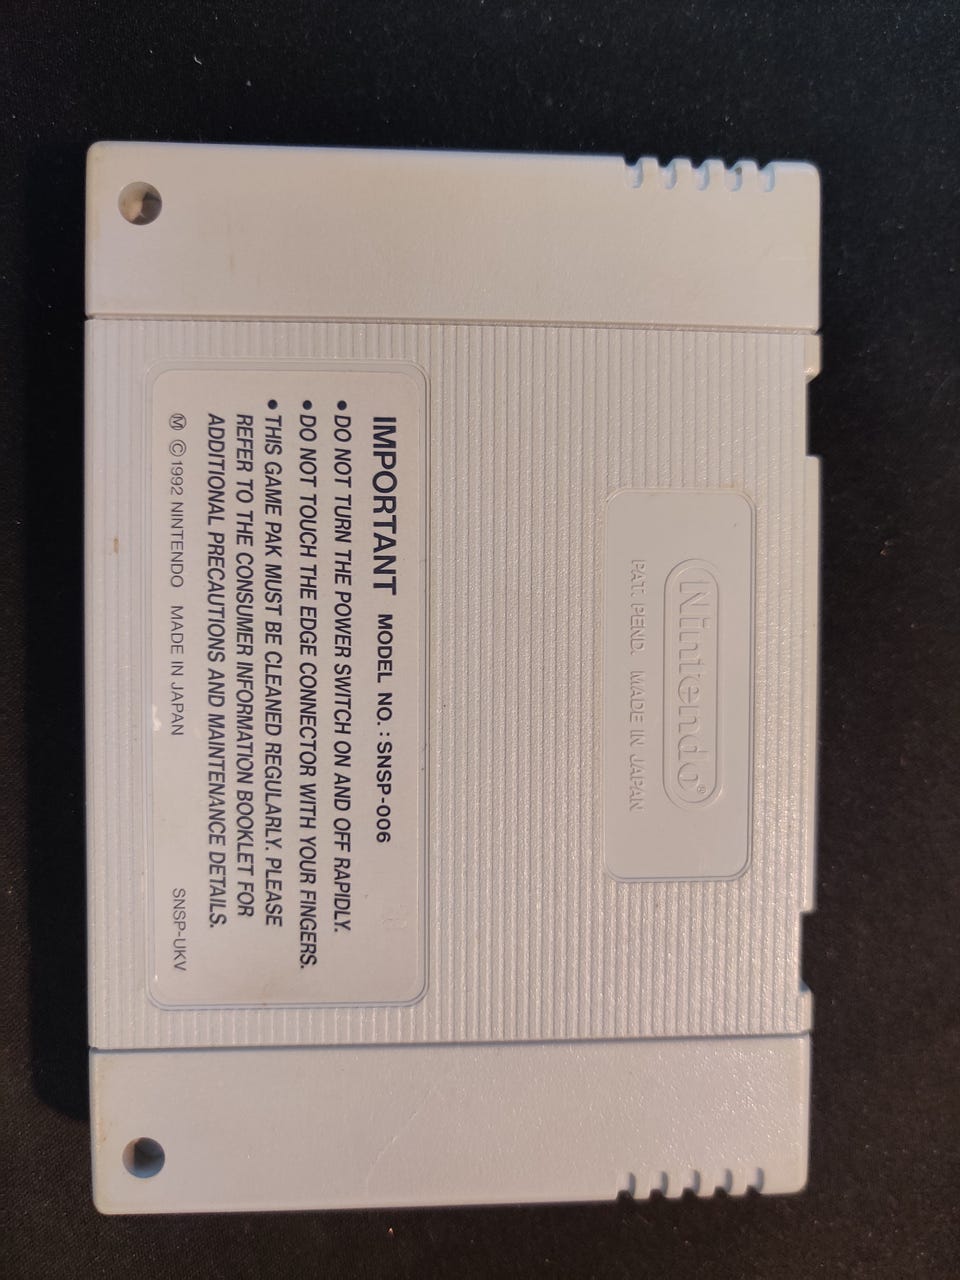 Nintendo®
PAT. PEND. MADE IN JAPAN
IMPORTANT MODEL NO.: SNSP-006
• DO NOT TURN THE POWER SWITCH ON AND OFF RAPIDLY.
• DO NOT TOUCH THE EDGE CONNECTOR WITH YOUR FINGERS.
• THIS GAME PAK MUST BE CLEANED REGULARLY. PLEASE
REFER TO THE CONSUMER INFORMATION BOOKLET FOR
ADDITIONAL PRECAUTIONS AND MAINTENANCE DETAILS.
Ⓜ ©1992 NINTENDO MADE IN JAPAN SNSP-UKV